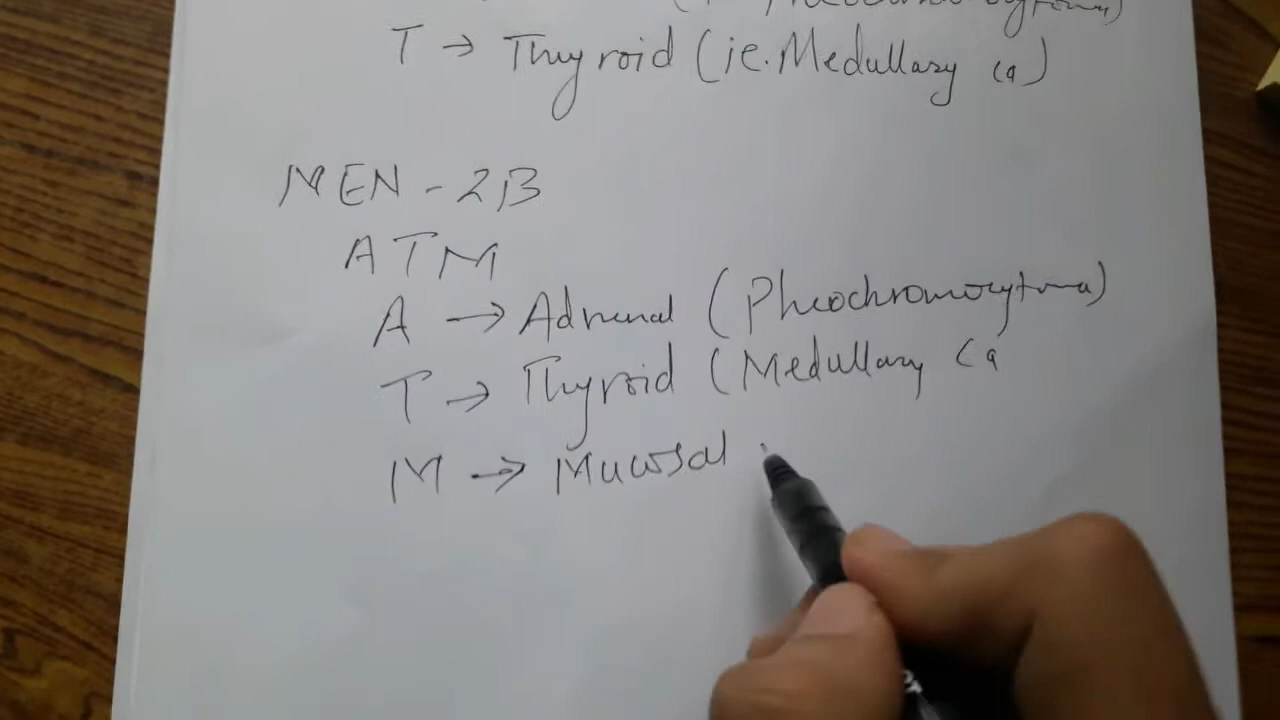 T → Thyroid (ie. Medullary Ca)
MEN - 2B
ATM
A → Adrenal (Pheochromocytoma)
T → Thyroid (Medullary Ca
M → Mucosal